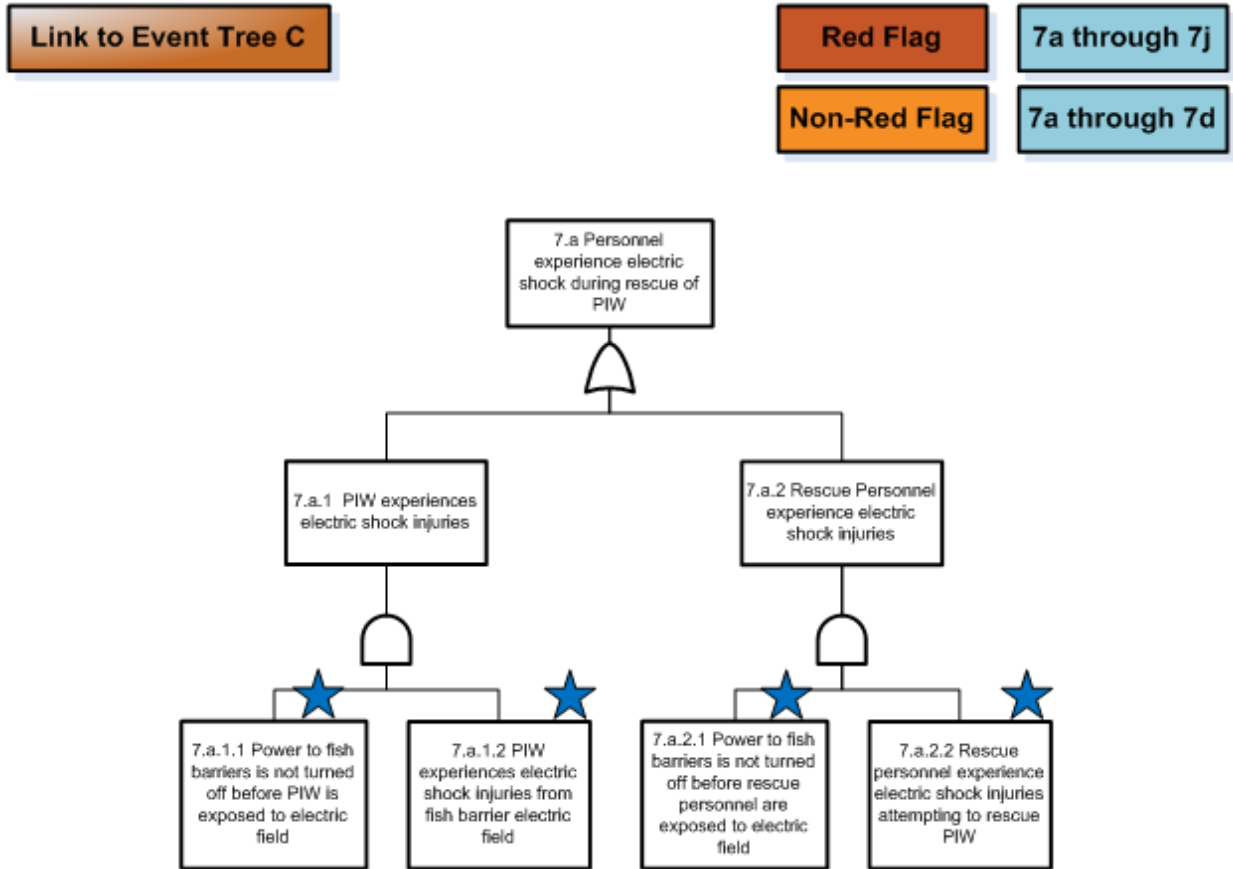 Link to Event Tree C
Red Flag
7a through 7j
Non-Red Flag
7a through 7d
7.a Personnel
experience electric
shock during rescue of
PIW
7.a.1 PIW experiences
electric shock injuries
7.a.2 Rescue Personnel
experience electric
shock injuries
7.a.1.1 Power to fish
barriers is not turned
off before PIW is
exposed to electric
field
7.a.1.2 PIW
experiences electric
shock injuries from
fish barrier electric
field
7.a.2.1 Power to fish
barriers is not turned
off before rescue
personnel are
exposed to electric
field
7.a.2.2 Rescue
personnel experience
electric shock injuries
attempting to rescue
PIW